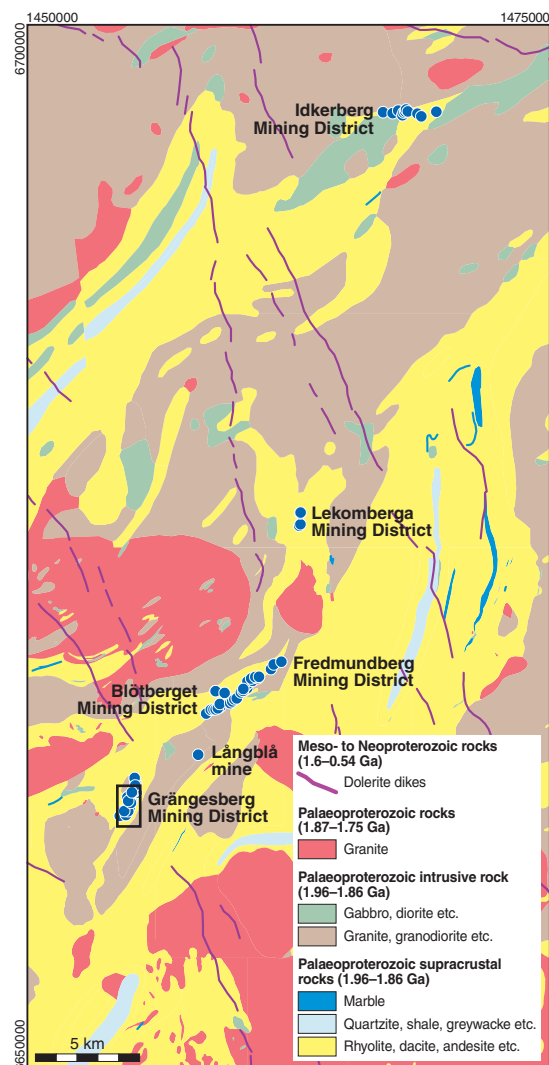 1450000
1475000
6700000
Idkerberg
Mining District
Lekomberga
Mining District
Fredmundberg
Mining District
Blötberget
Mining District
Långblå
mine
Grängesberg
Mining District
Meso- to Neoproterozoic rocks
(1.6–0.54 Ga)
Dolerite dikes
Palaeoproterozoic rocks
(1.87–1.75 Ga)
Granite
Palaeoproterozoic intrusive rock
(1.96–1.86 Ga)
Gabbro, diorite etc.
Granite, granodiorite etc.
Palaeoproterozoic supracrustal
rocks (1.96–1.86 Ga)
Marble
Quartzite, shale, greywacke etc.
Rhyolite, dacite, andesite etc.
5 km